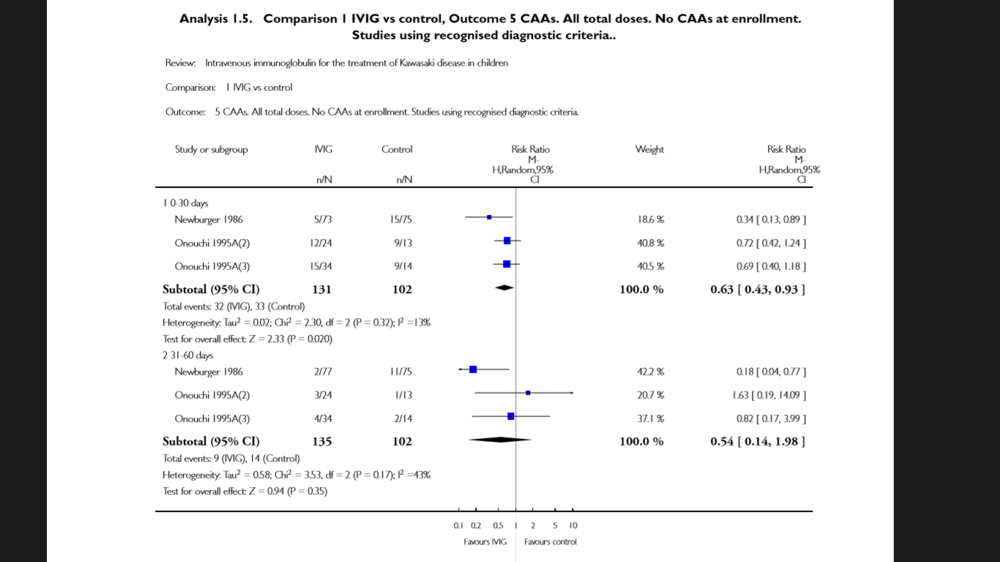 Analysis 1.5. Comparison 1 IVIG vs control, Outcome 5 CAAs. All total doses. No CAAs at enrollment.
Studies using recognised diagnostic criteria..
Review: Intravenous immunoglobulin for the treatment of Kawasaki disease in children
Comparison: 1 IVIG vs control
Outcome: 5 CAAs. All total doses. No CAAs at enrollment. Studies using recognised diagnostic criteria.
Study or subgroup IVIG Control Risk Ratio Weight Risk Ratio
M- M-
H,Random,95% H,Random,95%
n/N n/N CI CI
1 0-30 days
Newburger 1986 5/73 15/75 18.6 % 0.34 [ 0.13, 0.89 ]
Onouchi 1995A(2) 12/24 9/13 40.8 % 0.72 [ 0.42, 1.24 ]
Onouchi 1995A(3) 15/34 9/14 40.5 % 0.69 [ 0.40, 1.18 ]
Subtotal (95% CI) 131 102 100.0 % 0.63 [ 0.43, 0.93 ]
Total events: 32 (IVIG), 33 (Control)
Heterogeneity: Tau² = 0.02; Chi² = 2.30, df = 2 (P = 0.32); I² =13%
Test for overall effect: Z = 2.33 (P = 0.020)
2 31-60 days
Newburger 1986 2/77 11/75 42.2 % 0.18 [ 0.04, 0.77 ]
Onouchi 1995A(2) 3/24 1/13 20.7 % 1.63 [ 0.19, 14.09 ]
Onouchi 1995A(3) 4/34 2/14 37.1 % 0.82 [ 0.17, 3.99 ]
Subtotal (95% CI) 135 102 100.0 % 0.54 [ 0.14, 1.98 ]
Total events: 9 (IVIG), 14 (Control)
Heterogeneity: Tau² = 0.58; Chi² = 3.53, df = 2 (P = 0.17); I² =43%
Test for overall effect: Z = 0.94 (P = 0.35)
0.1 0.2 0.5 1 2 5 10
Favours IVIG Favours control